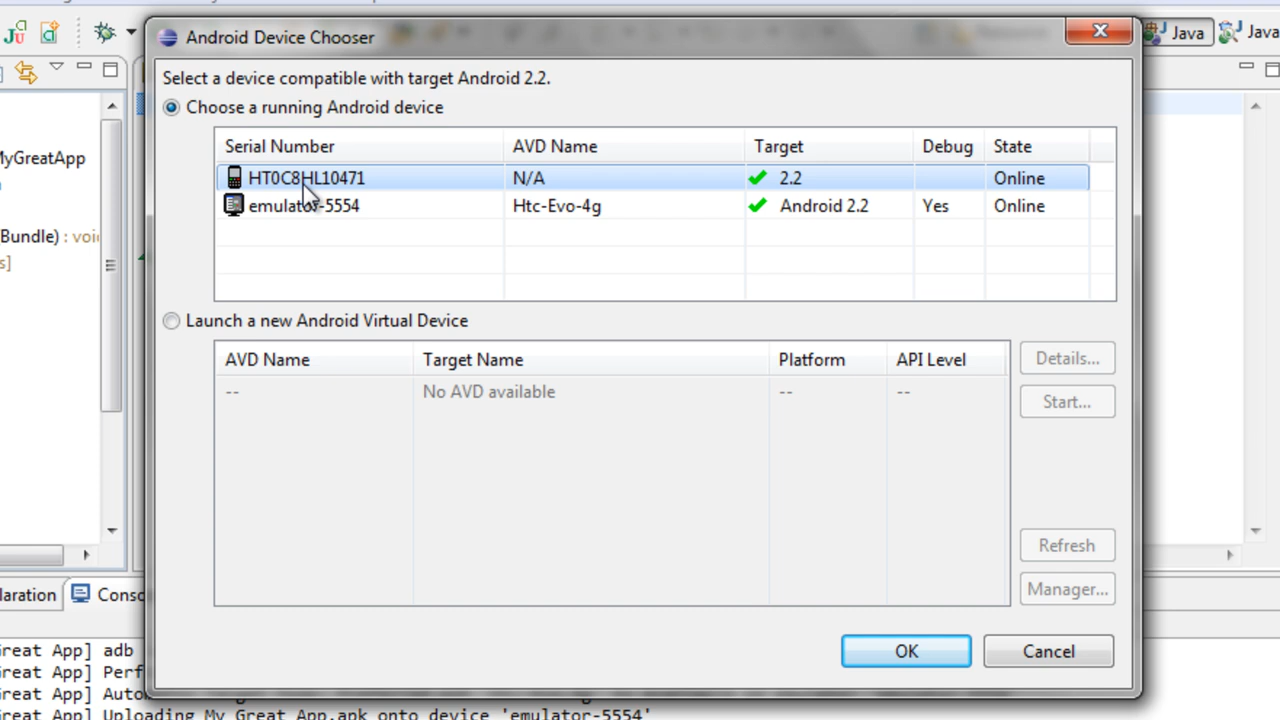 Android Device Chooser
Java
Java
Select a device compatible with target Android 2.2.
Choose a running Android device
Serial Number AVD Name Target Debug State
HT0C8HL10471 N/A 2.2 Online
emulator-5554 Htc-Evo-4g Android 2.2 Yes Online
MyGreatApp
(Bundle) : voi
s]
Launch a new Android Virtual Device
AVD Name Target Name Platform API Level
-- No AVD available -- --
Details...
Start...
Refresh
Manager...
OK Cancel
laration Conso
Great App] adb
Great App] Perf
Great App] Auto
Great App] Uploading My Great App.apk onto device 'emulator-5554'